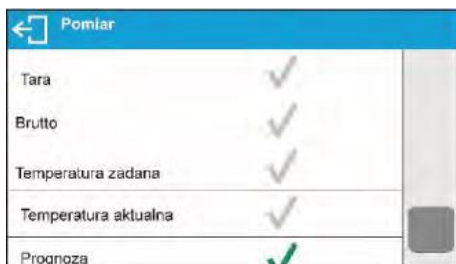 Pomiar
Tara
Brutto
Temperatura zadana
Temperatura aktualna
Prognoza